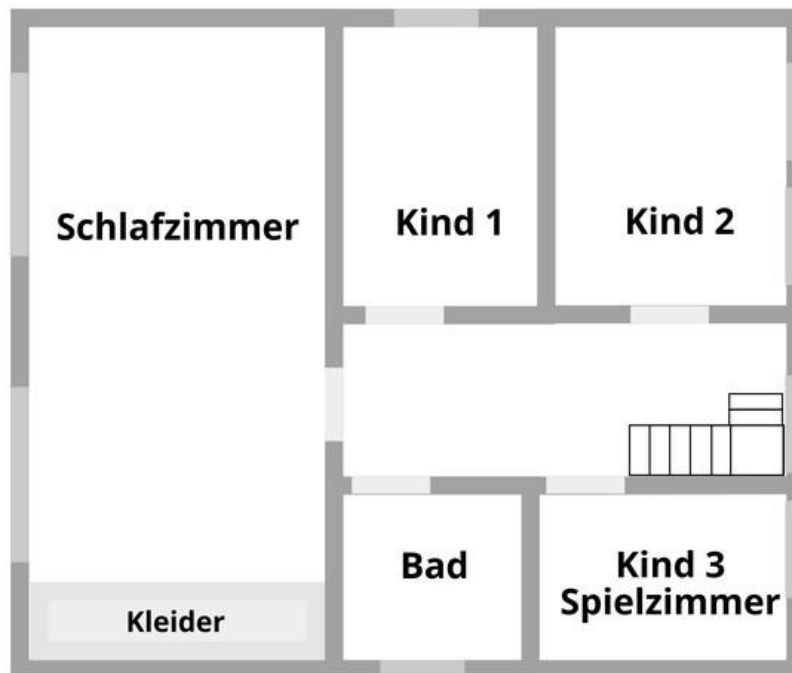 Schlafzimmer
Kind 1
Kind 2
Bad
Kind 3
Spielzimmer
Kleider